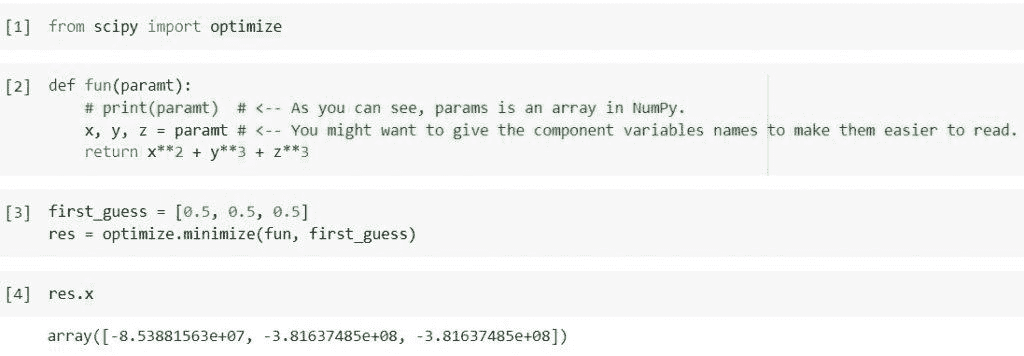 [1] from scipy import optimize
[2] def fun(paramt):
# print(paramt) # <-- As you can see, params is an array in NumPy.
x, y, z = paramt # <-- You might want to give the component variables names to make them easier to read.
return x**2 + y**3 + z**3
[3] first_guess = [0.5, 0.5, 0.5]
res = optimize.minimize(fun, first_guess)
[4] res.x
array([-8.53881563e+07, -3.81637485e+08, -3.81637485e+08])